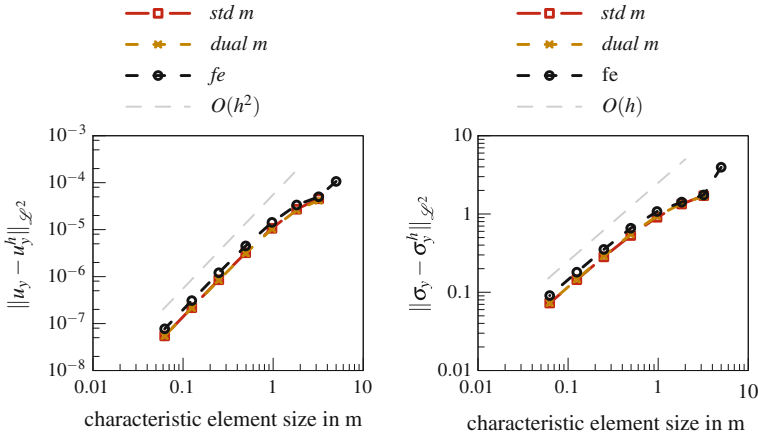 std m
dual m
fe
O(h²)
10⁻³
10⁻⁴
10⁻⁵
10⁻⁶
10⁻⁷
10⁻⁸
‖u_y − u_y^h‖_ℒ²
0.01
0.1
1
10
characteristic element size in m
std m
dual m
fe
O(h)
10
1
0.1
0.01
‖σ_y − σ_y^h‖_ℒ²
0.01
0.1
1
10
characteristic element size in m